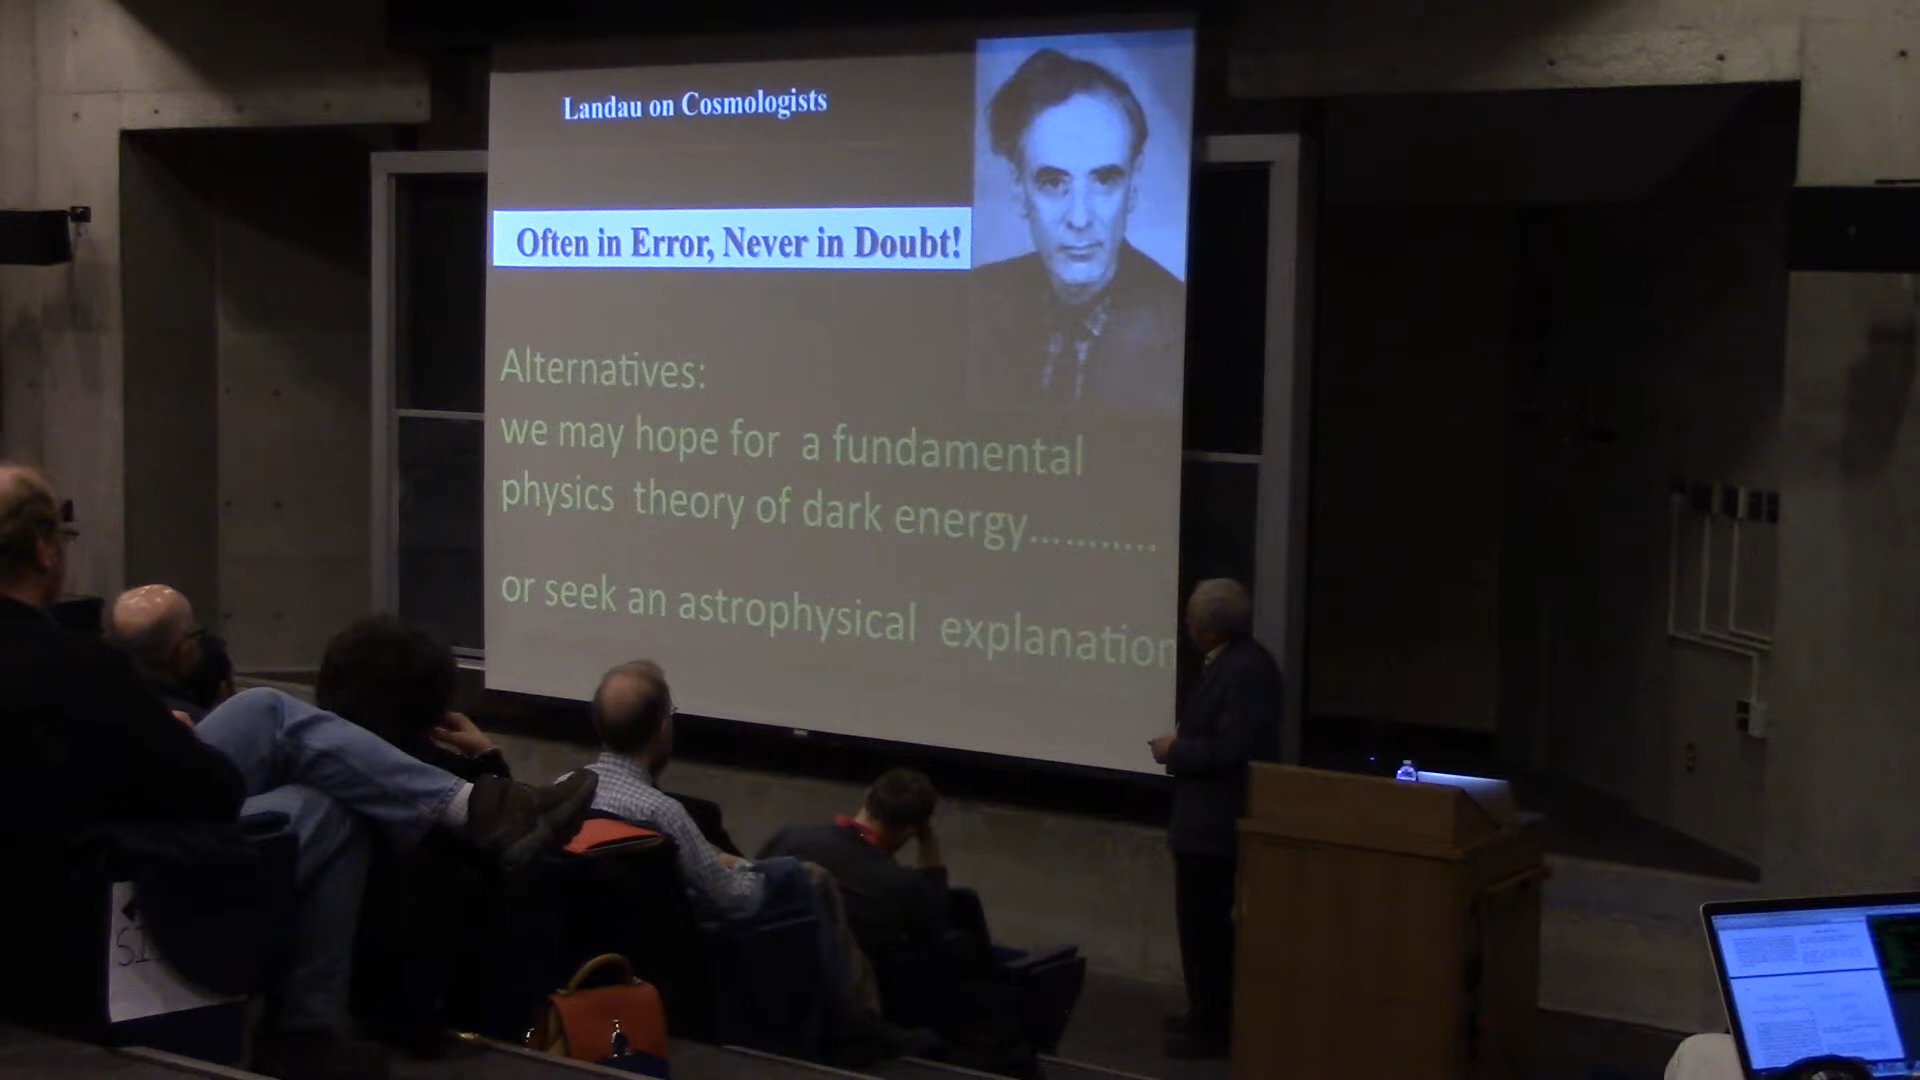 Landau on Cosmologists
Often in Error, Never in Doubt!
Alternatives:
we may hope for a fundamental
physics theory of dark energy...........
or seek an astrophysical explanation